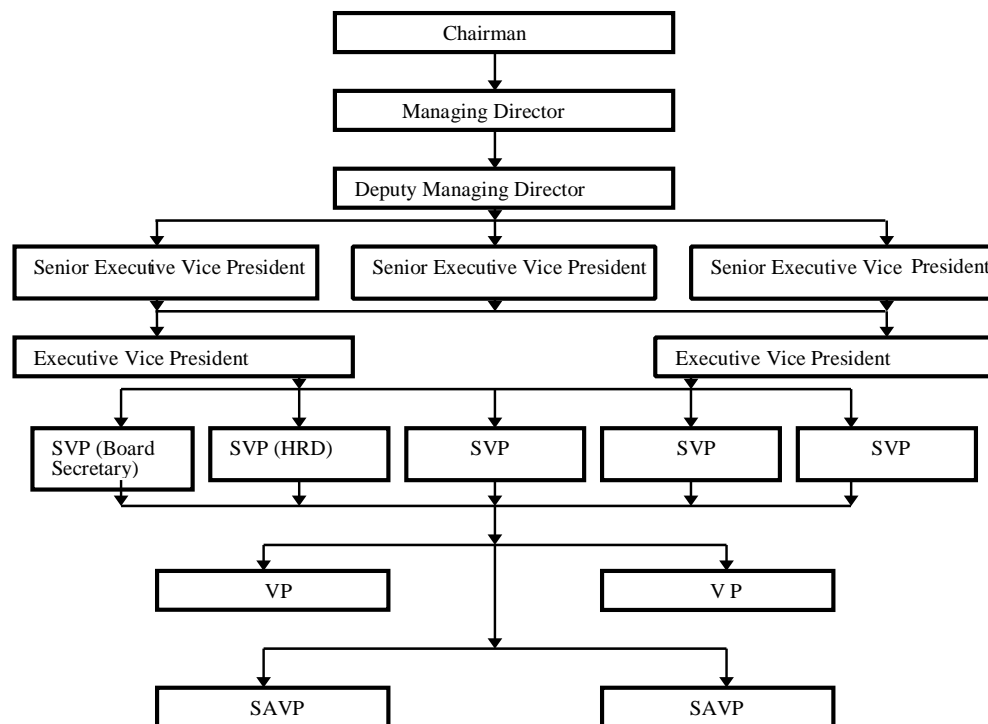 Chairman
Managing Director
Deputy Managing Director
Senior Executive Vice President
Senior Executive Vice President
Senior Executive Vice President
Executive Vice President
Executive Vice President
SVP (Board
Secretary)
SVP (HRD)
SVP
SVP
SVP
VP
V P
SAVP
SAVP